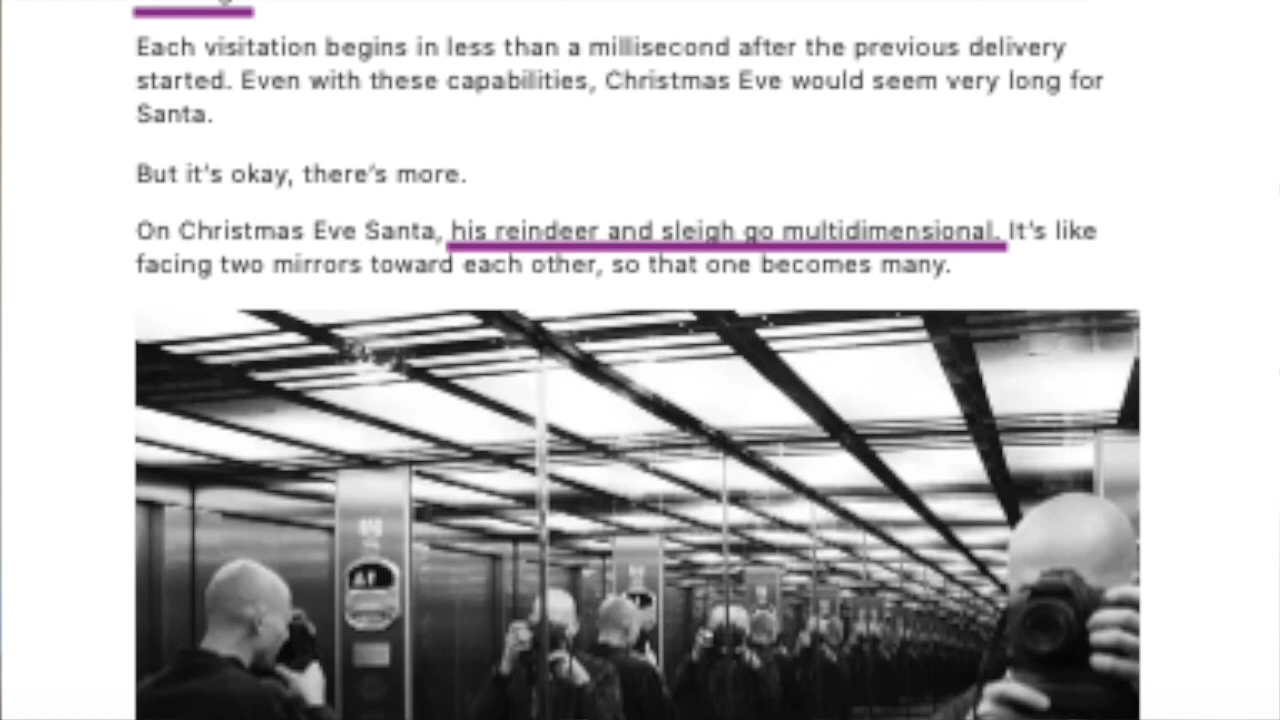 Each visitation begins in less than a millisecond after the previous delivery
started. Even with these capabilities, Christmas Eve would seem very long for
Santa.
But it's okay, there's more.
On Christmas Eve Santa, his reindeer and sleigh go multidimensional. It's like
facing two mirrors toward each other, so that one becomes many.